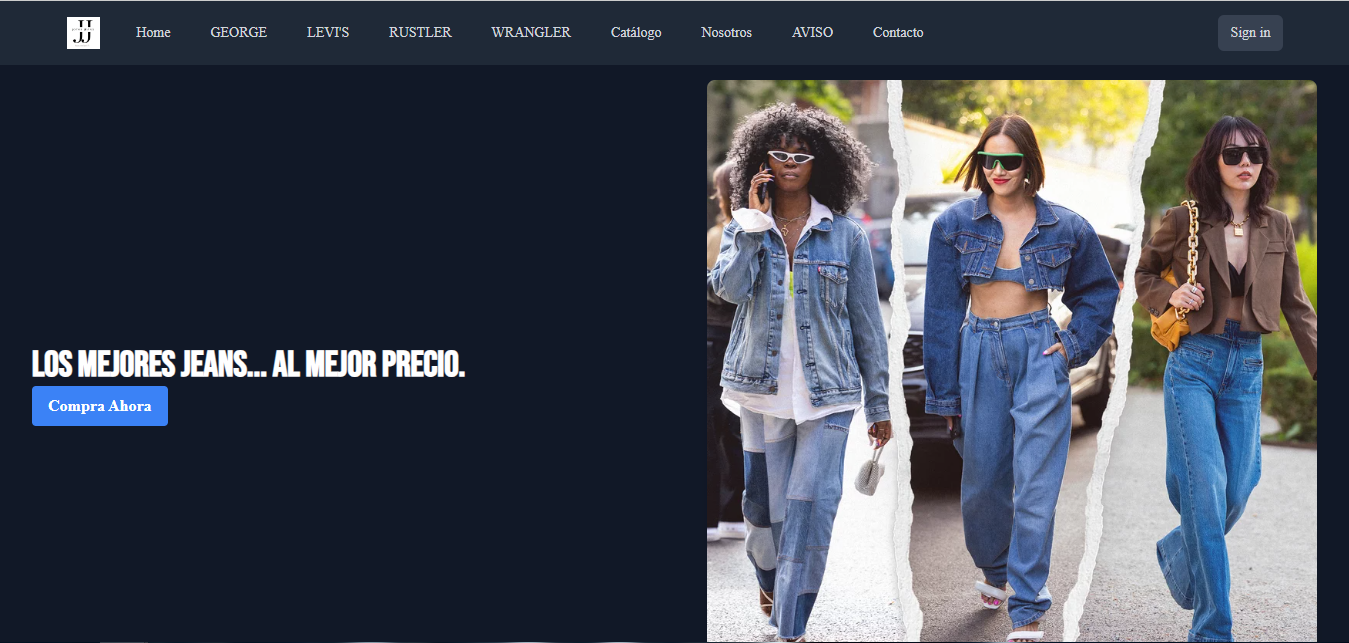 JJ
Home GEORGE LEVI'S RUSTLER WRANGLER Catálogo Nosotros AVISO Contacto Sign in
LOS MEJORES JEANS... AL MEJOR PRECIO.
Compra Ahora